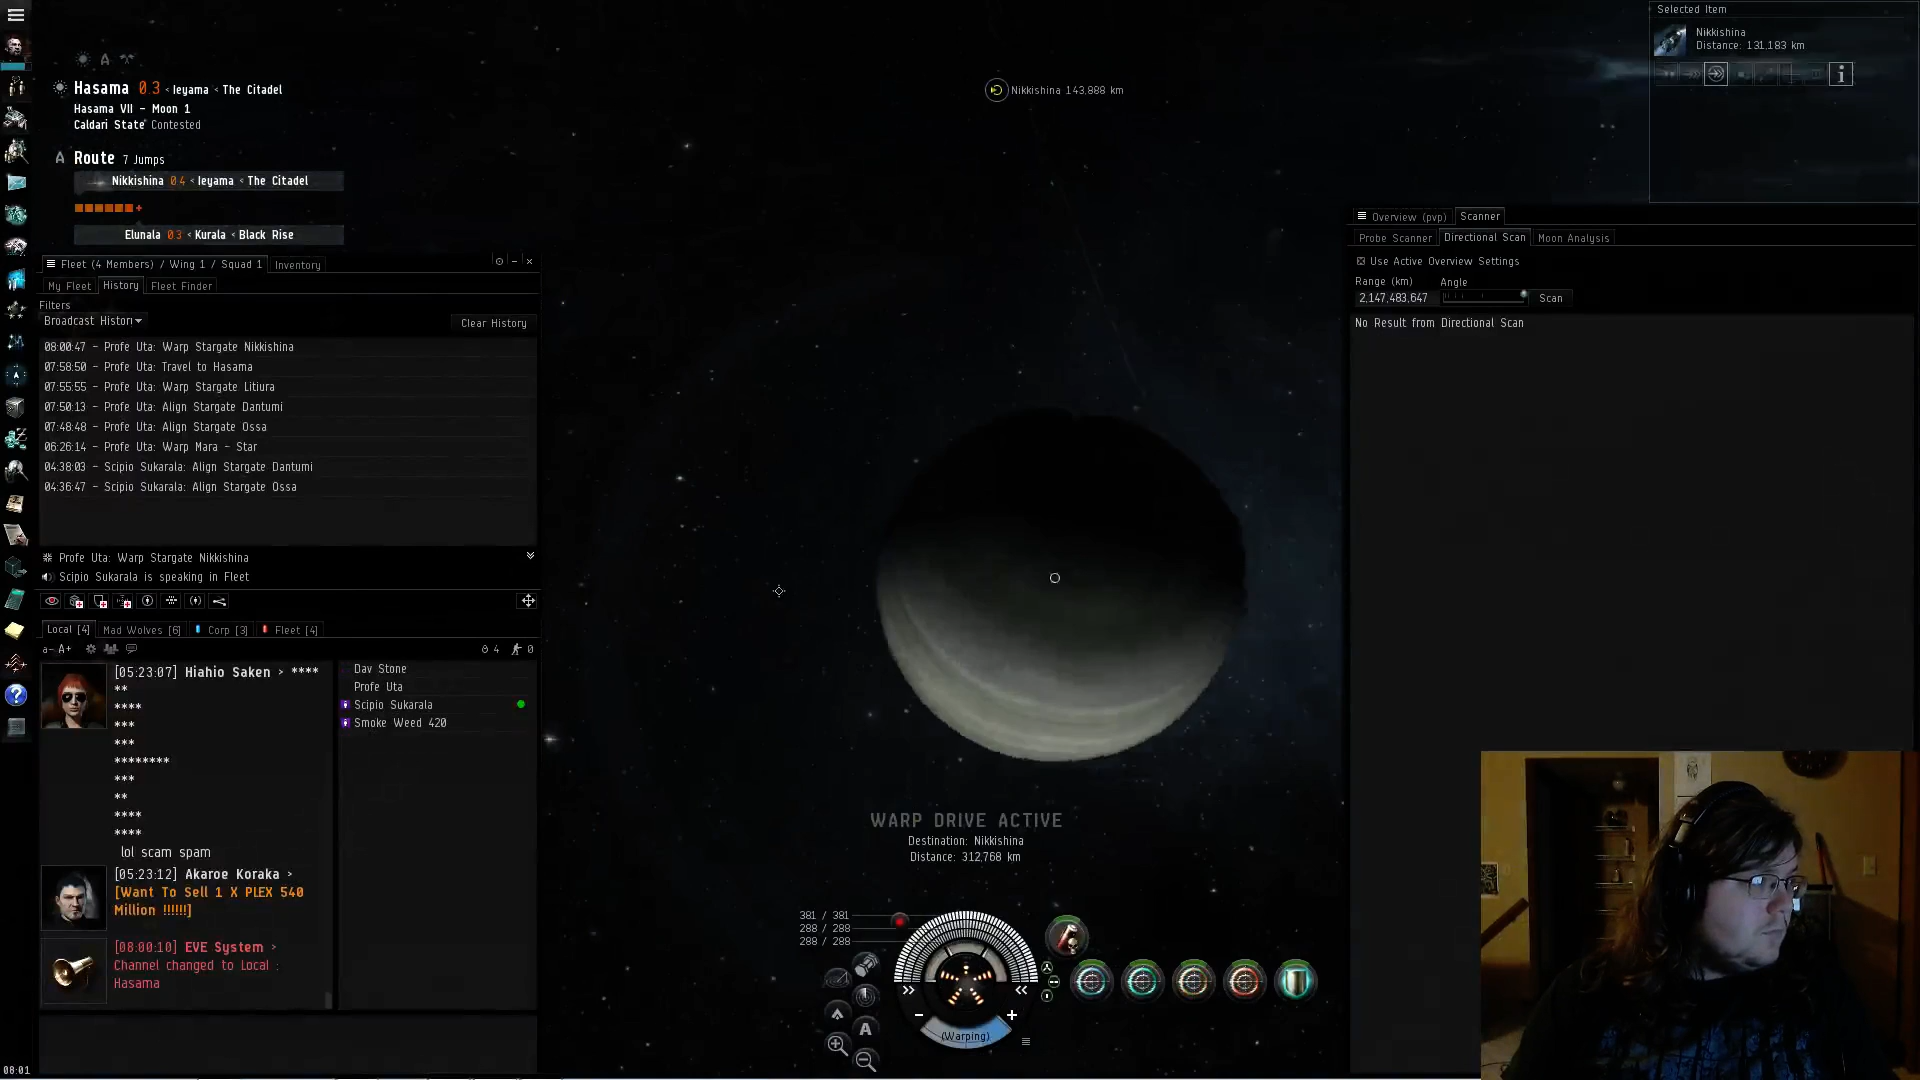 Hasama 0.3 < Ieyama < The Citadel
Hasama VII - Moon 1
Caldari State Contested
A Route 7 Jumps
Nikkishina 0.4 < Ieyama < The Citadel
Elunala 0.3 < Kurala < Black Rise
Fleet (4 Members) / Wing 1 / Squad 1 Inventory
My Fleet History Fleet Finder
Filters
Broadcast History
Clear History
08:00:47 - Profe Uta: Warp Stargate Nikkishina
07:58:50 - Profe Uta: Travel to Hasama
07:55:55 - Profe Uta: Warp Stargate Litiura
07:50:13 - Profe Uta: Align Stargate Dantumi
07:48:48 - Profe Uta: Align Stargate Ossa
06:26:14 - Profe Uta: Warp Mara - Star
04:38:03 - Scipio Sukarala: Align Stargate Dantumi
04:36:47 - Scipio Sukarala: Align Stargate Ossa
Profe Uta: Warp Stargate Nikkishina
Scipio Sukarala is speaking in Fleet
Local [4] Mad Wolves [6] Corp [3] Fleet [4]
a- A+ 4 0
[05:23:07] Hiahio Saken > ****
**
****
***
***
********
***
**
****
****
lol scam spam
[05:23:12] Akaroe Koraka >
[Want To Sell 1 X PLEX 540
Million !!!!!!]
[08:00:10] EVE System >
Channel changed to Local :
Hasama
Dav Stone
Profe Uta
Scipio Sukarala
Smoke Weed 420
08:01
Nikkishina 143,888 km
WARP DRIVE ACTIVE
Destination: Nikkishina
Distance: 312,768 km
381 / 381
288 / 288
288 / 288
(Warping)
A
Selected Item
Nikkishina
Distance: 131,183 km
Overview (pvp) Scanner
Probe Scanner Directional Scan Moon Analysis
Use Active Overview Settings
Range (km) Angle
2,147,483,647 Scan
No Result from Directional Scan